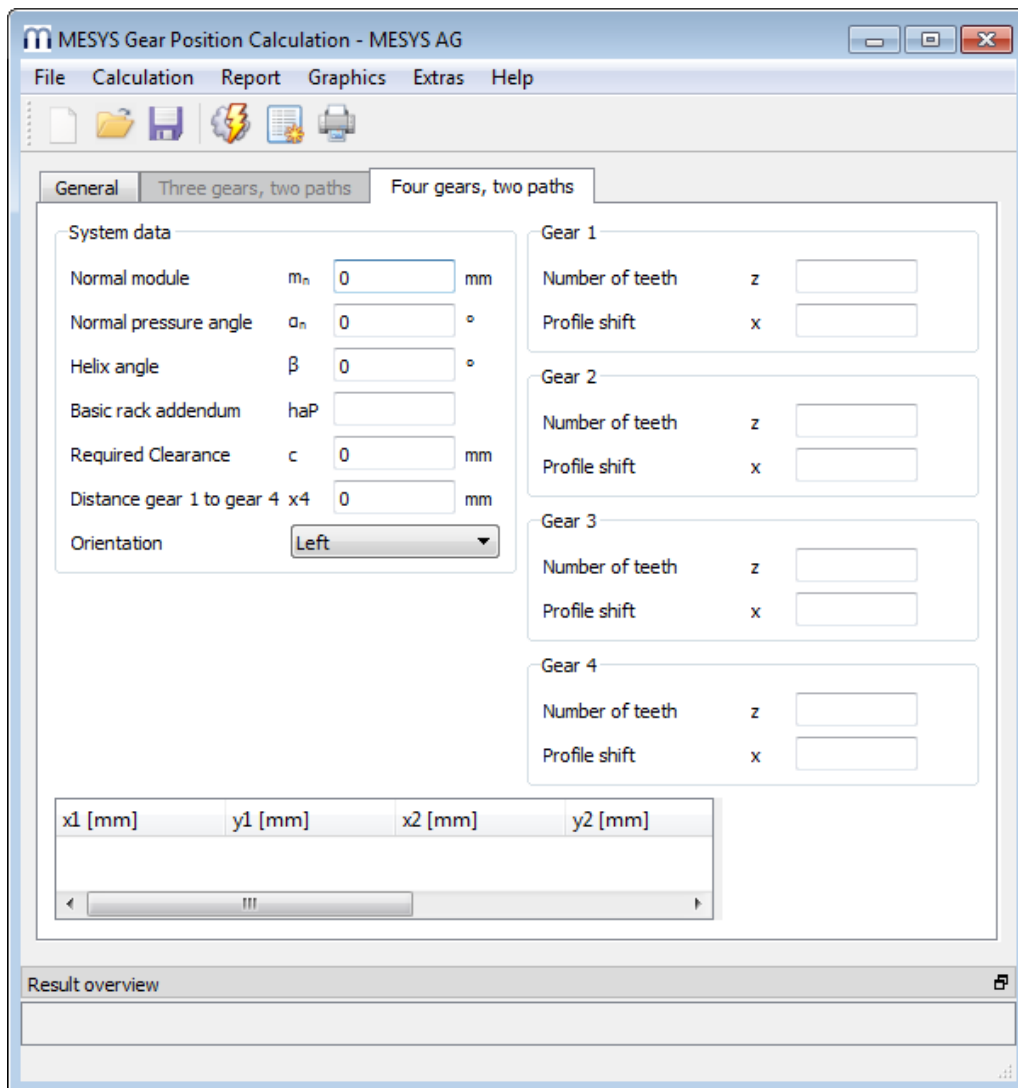 MESYS Gear Position Calculation - MESYS AG
File Calculation Report Graphics Extras Help
General Three gears, two paths Four gears, two paths
System data
Normal module mₙ 0 mm
Normal pressure angle αₙ 0 °
Helix angle β 0 °
Basic rack addendum haP
Required Clearance c 0 mm
Distance gear 1 to gear 4 x4 0 mm
Orientation Left
Gear 1
Number of teeth z
Profile shift x
Gear 2
Number of teeth z
Profile shift x
Gear 3
Number of teeth z
Profile shift x
Gear 4
Number of teeth z
Profile shift x
x1 [mm] y1 [mm] x2 [mm] y2 [mm]
Result overview